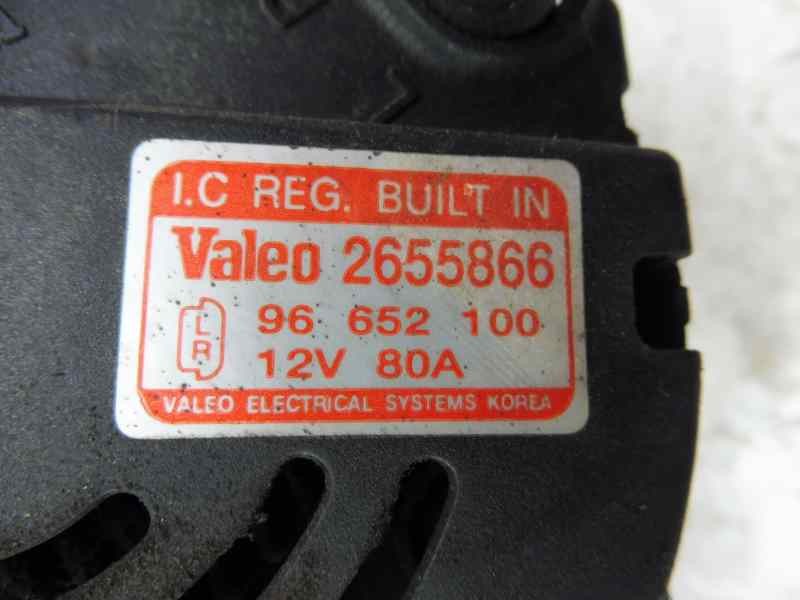 I.C REG. BUILT IN
Valeo 2655866
L R 96 652 100
12V 80A
VALEO ELECTRICAL SYSTEMS KOREA